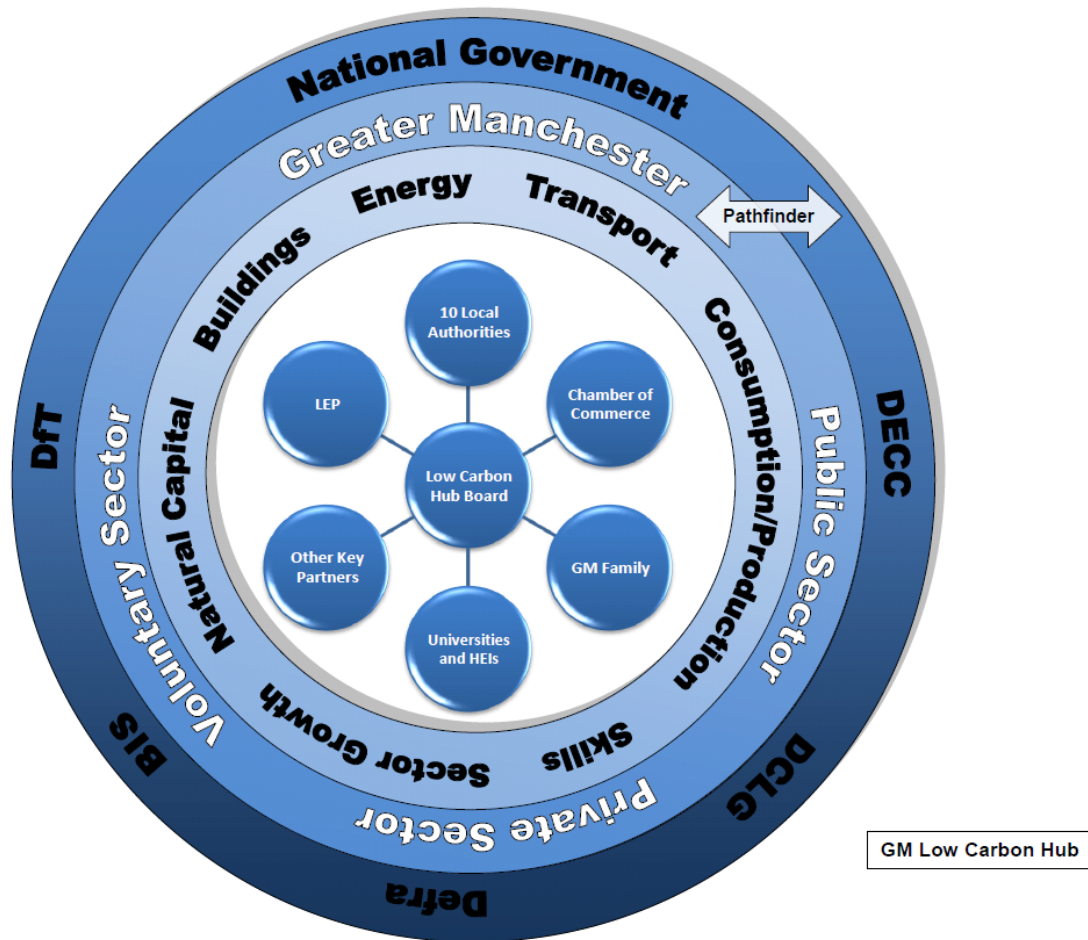 National Government
Greater Manchester
Energy
Transport
Pathfinder
Buildings
Consumption/Production
10 Local
Authorities
LEP
Chamber of
Commerce
DfT
DECC
Voluntary Sector
Public Sector
Natural Capital
Low Carbon
Hub Board
Other Key
Partners
GM Family
Universities
and HEIs
Sector Growth
Skills
BIS
DCLG
Private Sector
Defra
GM Low Carbon Hub